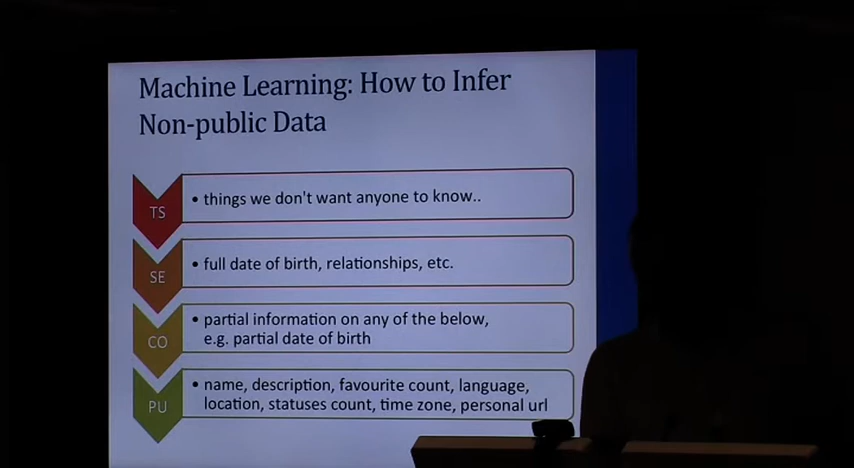 Machine Learning: How to Infer
Non-public Data
TS
• things we don't want anyone to know..
SE
• full date of birth, relationships, etc.
CO
• partial information on any of the below,
e.g. partial date of birth
PU
• name, description, favourite count, language,
location, statuses count, time zone, personal url